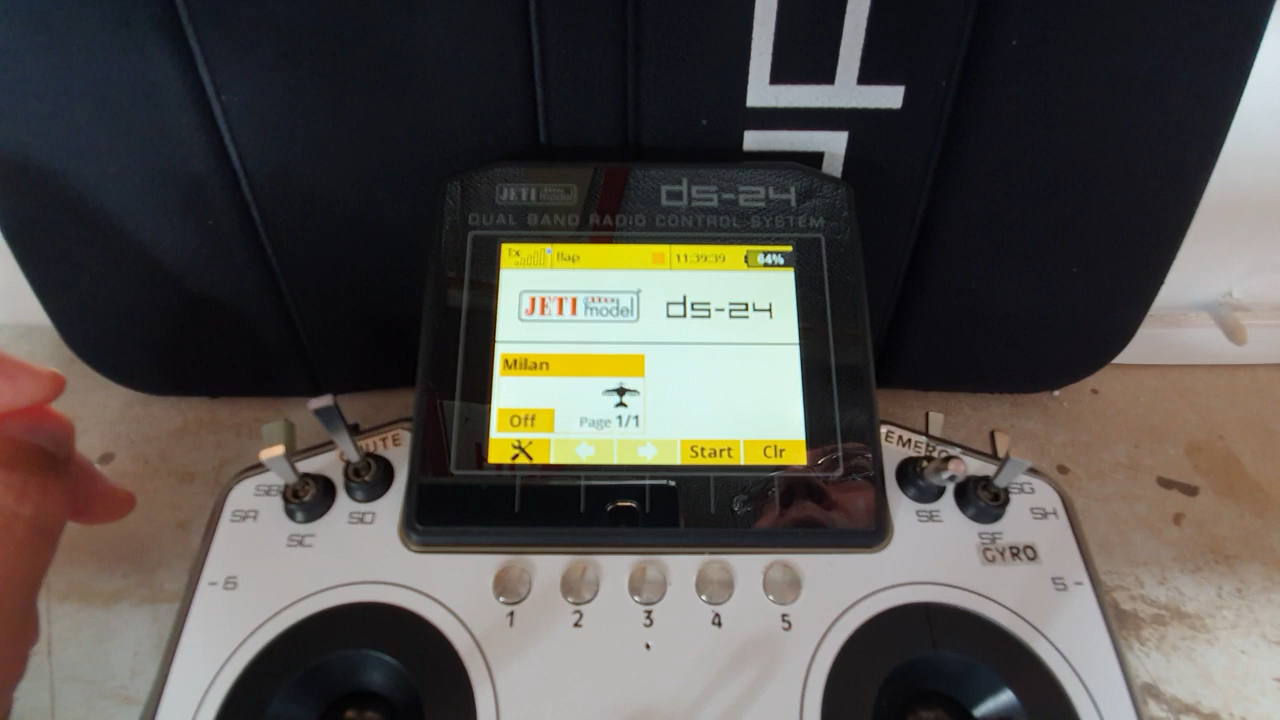 JETI model
ds-24
DUAL BAND RADIO CONTROL SYSTEM
Tx
flap
11:39:39
64%
JETI model
ds-24
Milan
Off
Page 1/1
Start
Clr
EMERG
SB
SA
SD
SC
SG
SE
SH
SF
GYRO
6
5
1
2
3
4
5